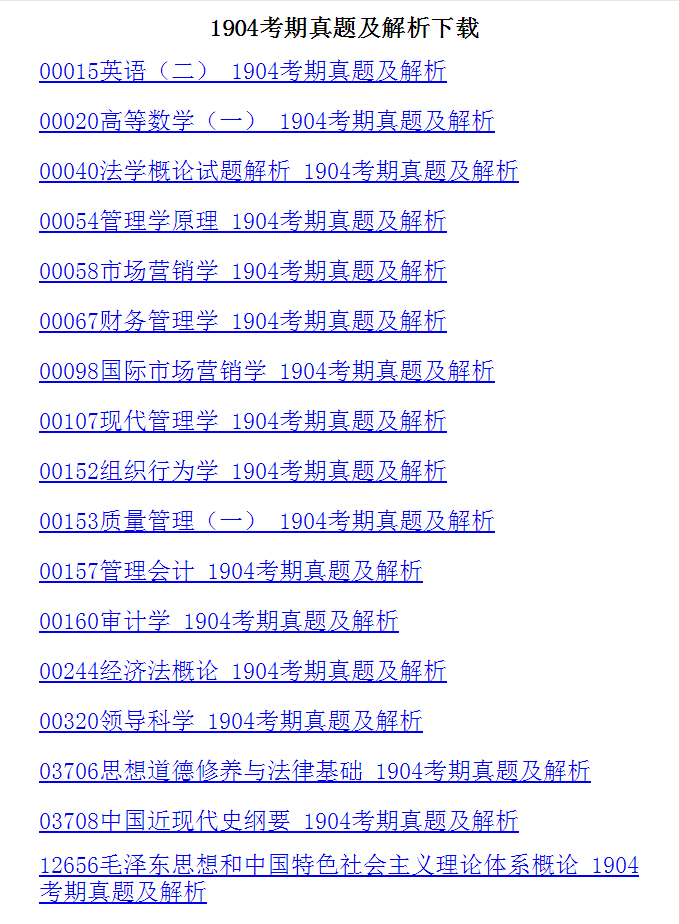 1904考期真题及解析下载
00015英语（二） 1904考期真题及解析
00020高等数学（一） 1904考期真题及解析
00040法学概论试题解析 1904考期真题及解析
00054管理学原理 1904考期真题及解析
00058市场营销学 1904考期真题及解析
00067财务管理学 1904考期真题及解析
00098国际市场营销学 1904考期真题及解析
00107现代管理学 1904考期真题及解析
00152组织行为学 1904考期真题及解析
00153质量管理（一） 1904考期真题及解析
00157管理会计 1904考期真题及解析
00160审计学 1904考期真题及解析
00244经济法概论 1904考期真题及解析
00320领导科学 1904考期真题及解析
03706思想道德修养与法律基础 1904考期真题及解析
03708中国近现代史纲要 1904考期真题及解析
12656毛泽东思想和中国特色社会主义理论体系概论 1904
考期真题及解析